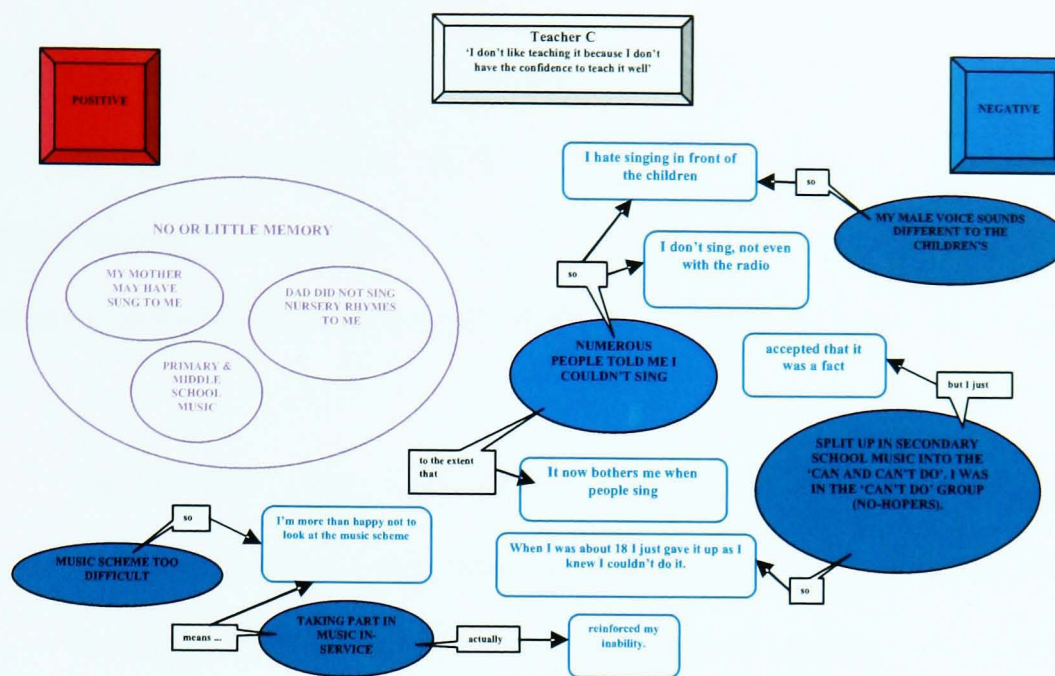 Teacher C
'I don't like teaching it because I don
have the confidence to teach it well'
POSITIVE
NEGATIVE
I hate singing in front of
the children
so
MY MALE VOICE SOUNDS
DIFFERENT TO THE
CHILDREN'S
NO OR LITTLE MEMORY
MY MOTHER
MAY HAVE
SUNG TO ME
DAD DID NOT SING
NURSERY RHYMES
TO ME
PRIMARY &
MIDDLE
SCHOOL
MUSIC
so
I don't sing, not even
with the radio
NUMEROUS
PEOPLE TOLD ME I
COULDN'T SING
accepted that it
was a fact
but I just
SPLIT UP IN SECONDARY
SCHOOL MUSIC INTO THE
'CAN AND CAN'T DO'. I WAS
IN THE 'CAN'T DO' GROUP
(NO-HOPERS).
to the extent
that
It now bothers me when
people sing
so
I'm more than happy not to
look at the music scheme
MUSIC SCHEME TOO
DIFFICULT
When I was about 18 I just gave it up as I
knew I couldn't do it.
so
means ...
TAKING PART IN
MUSIC IN-
SERVICE
actually
reinforced my
inability.